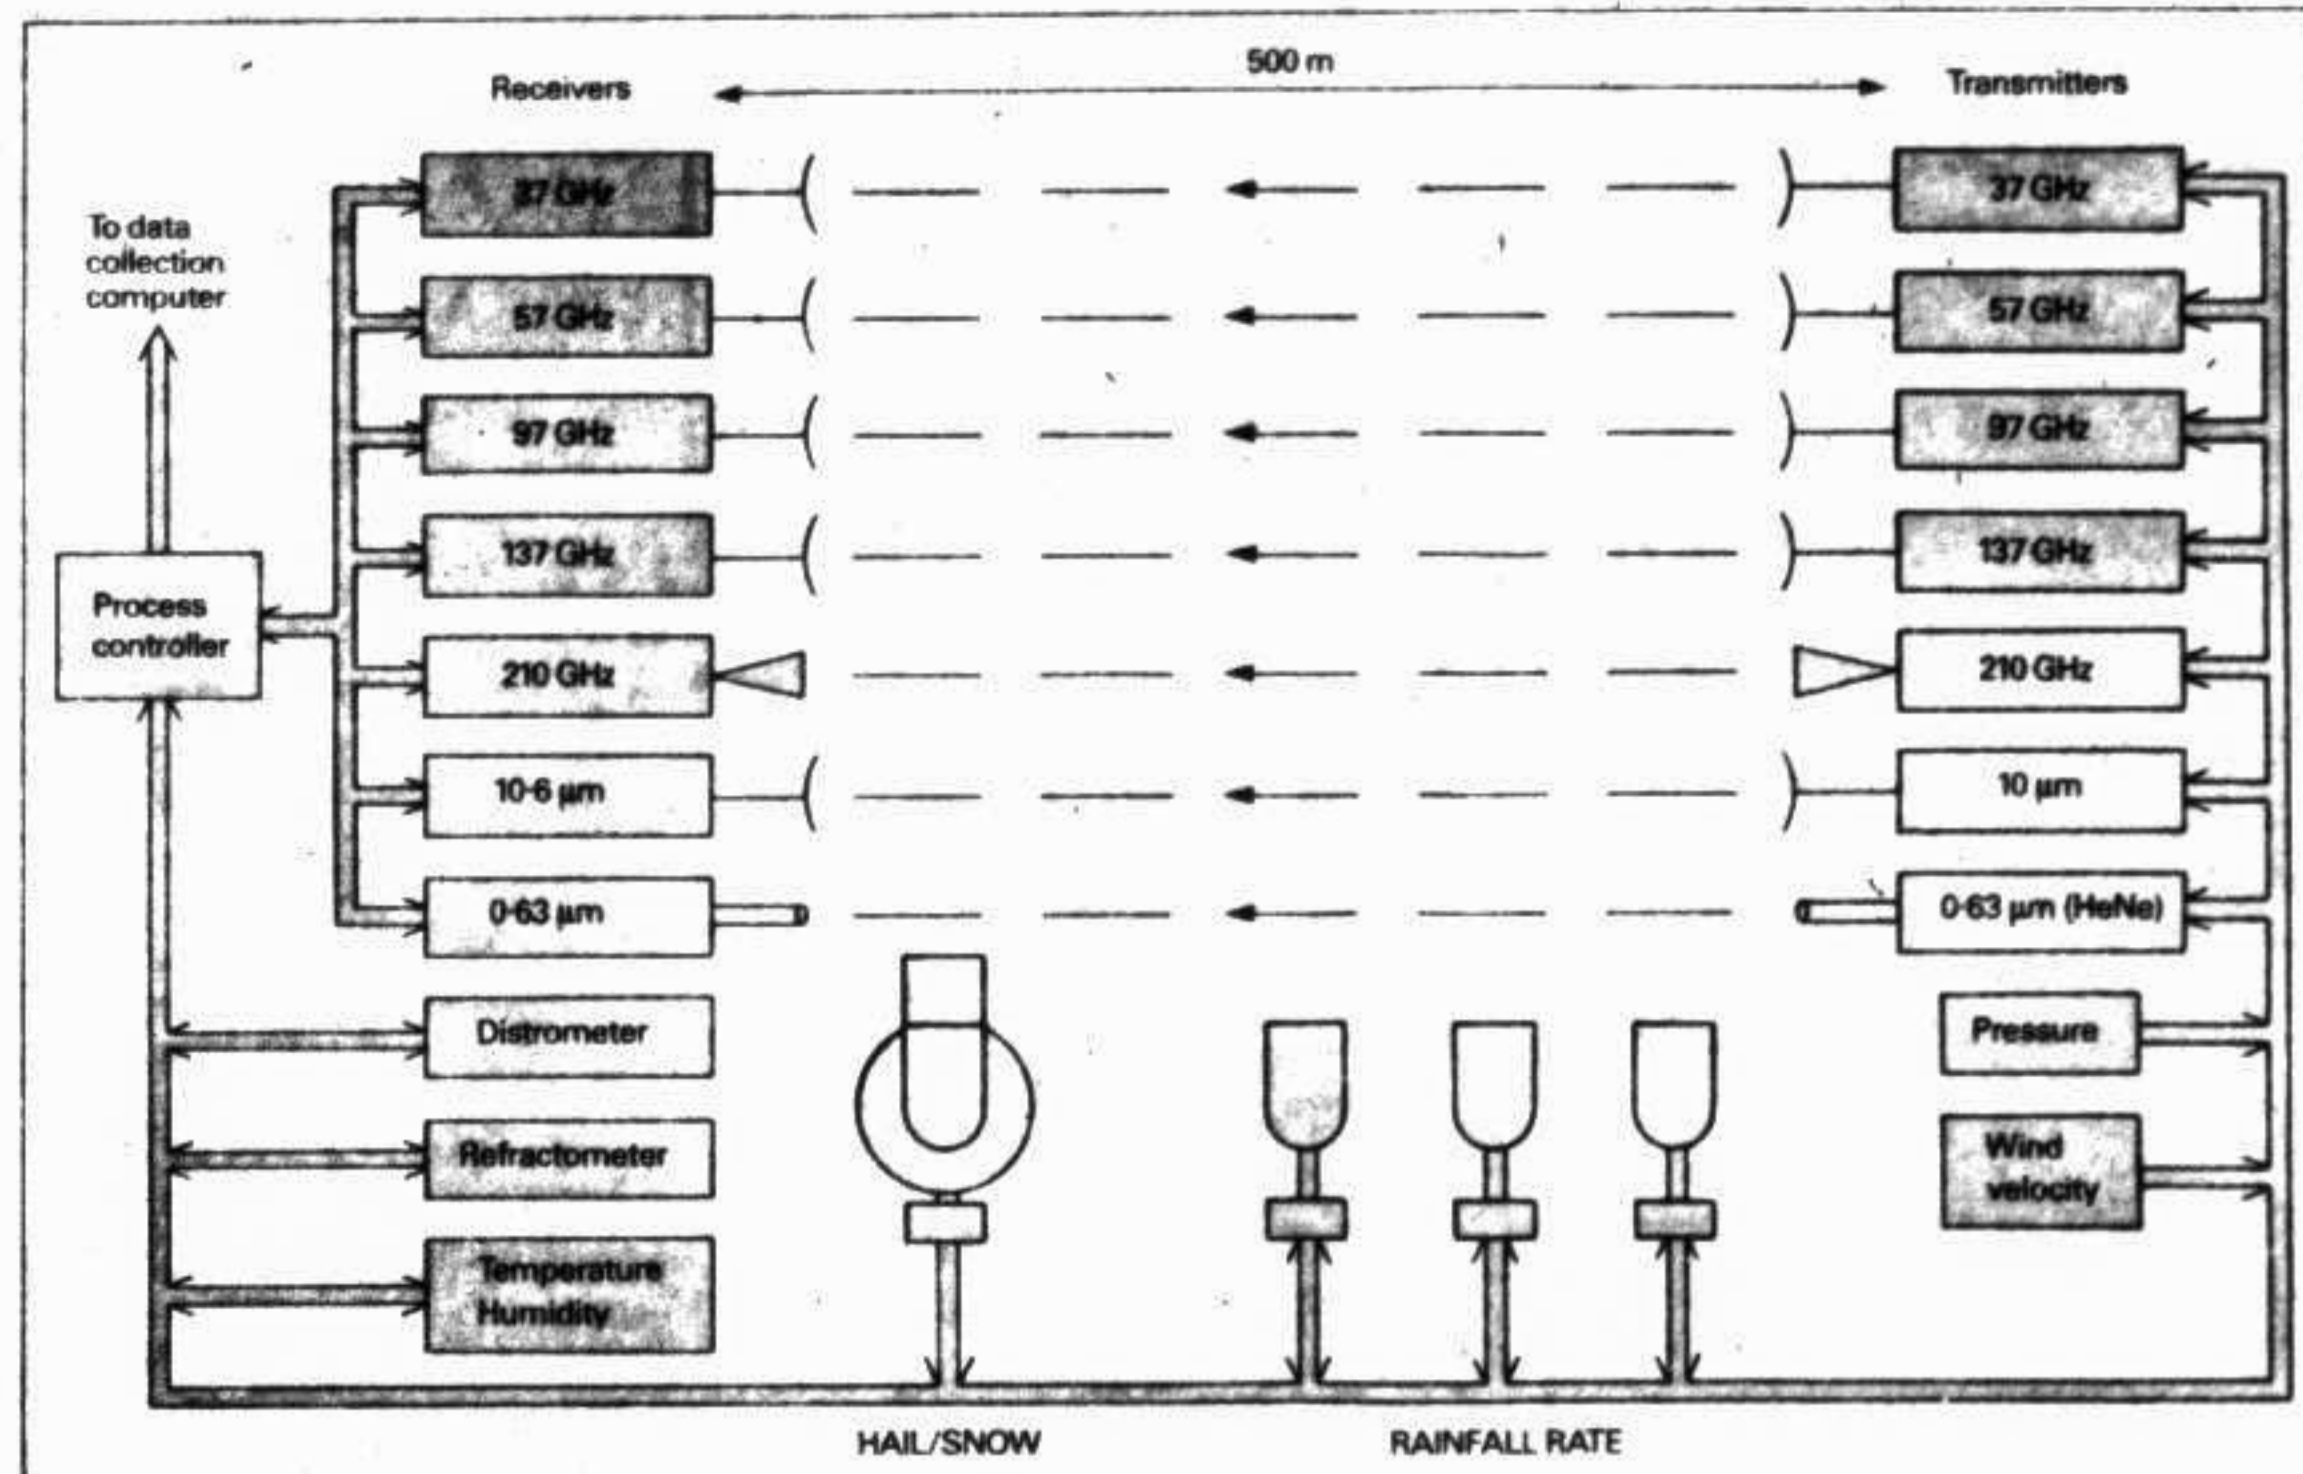 500 m
Receivers
Transmitters
37 GHz
37 GHz
To data
collection
computer
57 GHz
57 GHz
97 GHz
97 GHz
137 GHz
137 GHz
Process
controller
210 GHz
210 GHz
10·6 µm
10 µm
0·63 µm
0·63 µm (HeNe)
Distrometer
Pressure
Refractometer
Wind
velocity
Temperature
Humidity
HAIL/SNOW
RAINFALL RATE